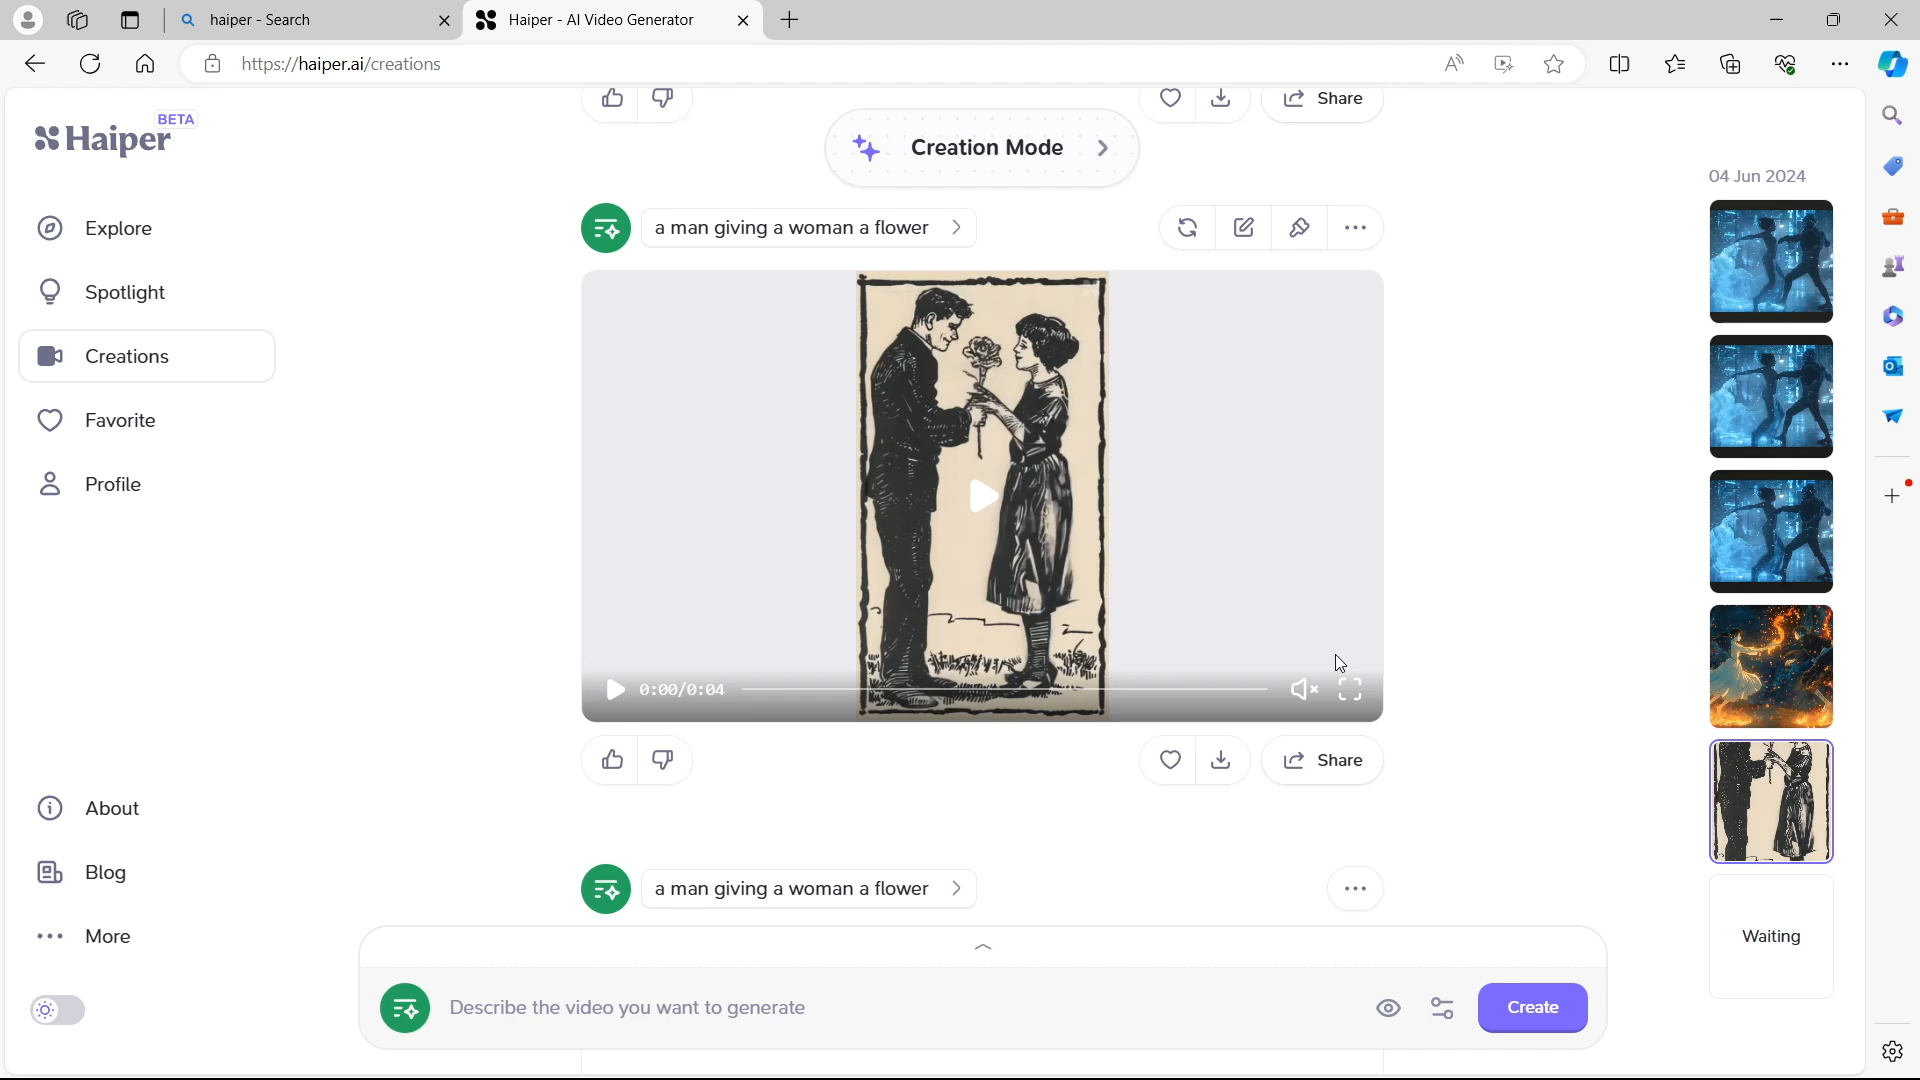 haiper - Search
Haiper - AI Video Generator
https://haiper.ai/creations
Haiper
BETA
Explore
Spotlight
Creations
Favorite
Profile
About
Blog
More
Share
Creation Mode
a man giving a woman a flower
0:00/0:04
Share
a man giving a woman a flower
Describe the video you want to generate
Create
04 Jun 2024
Waiting